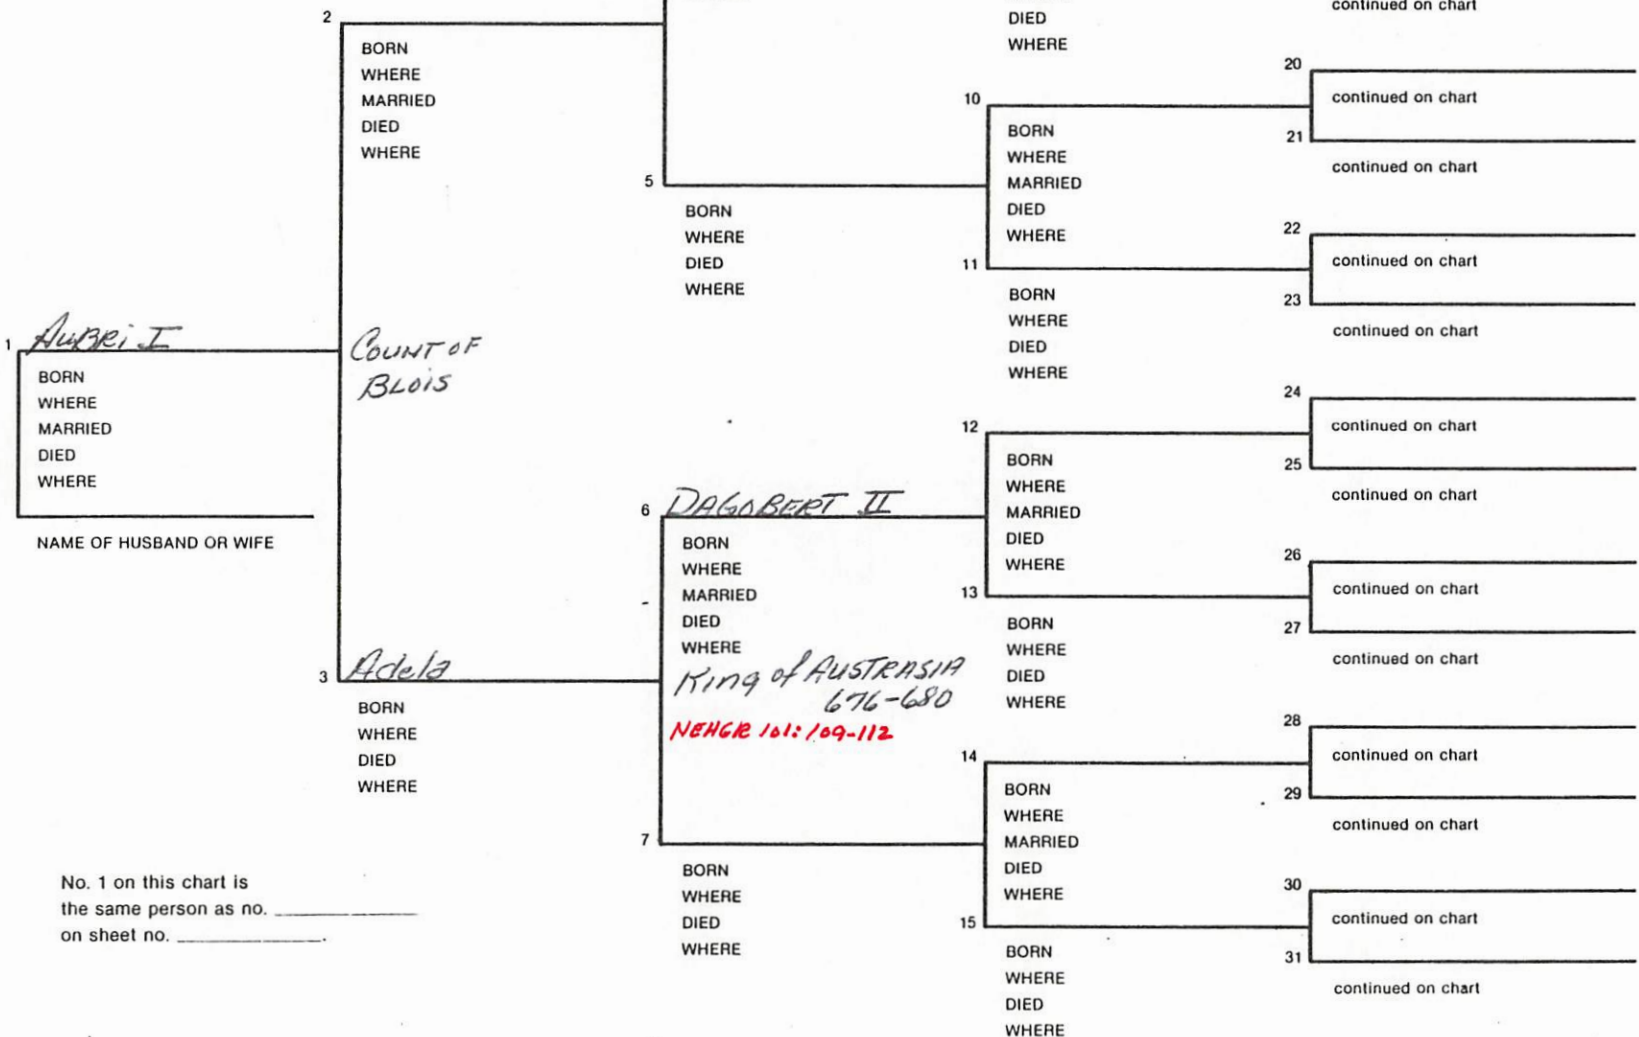 continued on chart
2
DIED
WHERE
BORN
WHERE
MARRIED
DIED
WHERE
20
continued on chart
10
BORN
WHERE
MARRIED
DIED
WHERE
21
continued on chart
5
BORN
WHERE
DIED
WHERE
22
continued on chart
11
BORN
WHERE
DIED
WHERE
23
continued on chart
1 AUBRI I
COUNT OF
BLOIS
BORN
WHERE
MARRIED
DIED
WHERE
NAME OF HUSBAND OR WIFE
24
continued on chart
12
BORN
WHERE
MARRIED
DIED
WHERE
25
continued on chart
6 DAGOBERT II
BORN
WHERE
MARRIED
DIED
WHERE
King of AUSTRASIA
676-680
NEHGR 101:109-112
26
continued on chart
13
BORN
WHERE
DIED
WHERE
27
continued on chart
3 Adela
BORN
WHERE
DIED
WHERE
28
continued on chart
14
BORN
WHERE
MARRIED
DIED
WHERE
29
continued on chart
7
BORN
WHERE
DIED
WHERE
30
continued on chart
15
BORN
WHERE
DIED
WHERE
31
continued on chart
No. 1 on this chart is
the same person as no.
on sheet no.